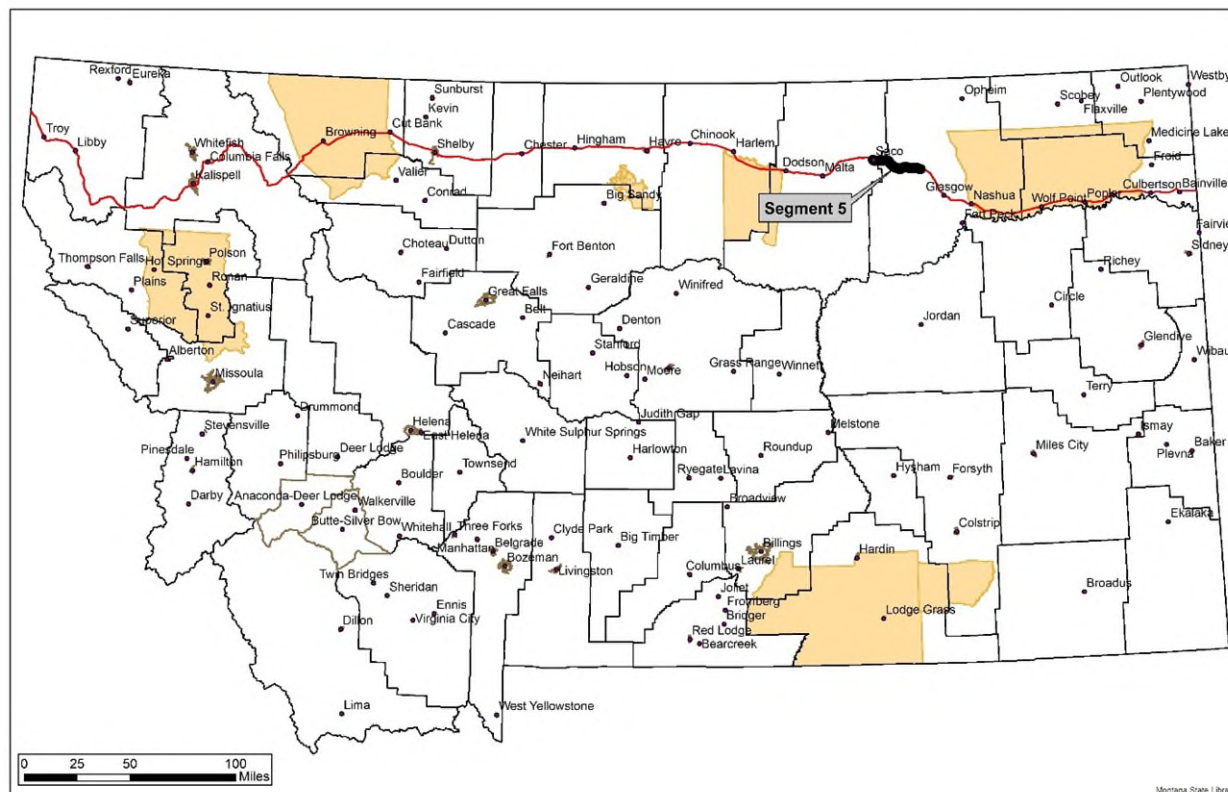 Rexford
Eureka
Troy
Libby
Whitefish
Columbia Falls
Kalispell
Browning
Cut Bank
Sunburst
Kevin
Shelby
Valier
Conrad
Chester
Hingham
Havre
Chinook
Harlem
Big Sandy
Dodson
Malta
Saco
Segment 5
Glasgow
Nashua
Opheim
Scobey
Flaxville
Outlook
Plentywood
Westby
Medicine Lake
Froid
Culbertson
Bainville
Wolf Point
Fairvie
Sidney
Thompson Falls
Plains
Polson
Ronan
St. Ignatius
Superior
Alberton
Missoula
Choteau
Dutton
Fairfield
Great Falls
Belt
Cascade
Neihart
Fort Benton
Geraldine
Winifred
Denton
Stanford
Hobson
Moore
Grass Range
Winnett
Jordan
Circle
Richey
Glendive
Wibau
Terry
Drummond
Stevensville
Pinesdale
Hamilton
Darby
Philipsburg
Deer Lodge
Helena
East Helena
Townsend
Boulder
White Sulphur Springs
Judith Gap
Harlowton
Ryegate
Lavina
Roundup
Melstone
Broadview
Hysham
Forsyth
Miles City
Ismay
Baker
Plevna
Ekalaka
Colstrip
Broadus
Anaconda-Deer Lodge
Walkerville
Butte-Silver Bow
Whitehall
Three Forks
Manhattan
Belgrade
Bozeman
Clyde Park
Livingston
Big Timber
Columbus
Billings
Laurel
Hardin
Lodge Grass
Joliet
Fromberg
Bridger
Red Lodge
Bearcreek
Twin Bridges
Sheridan
Ennis
Virginia City
Dillon
Lima
West Yellowstone
0 25 50 100
Miles
Montana State Libra